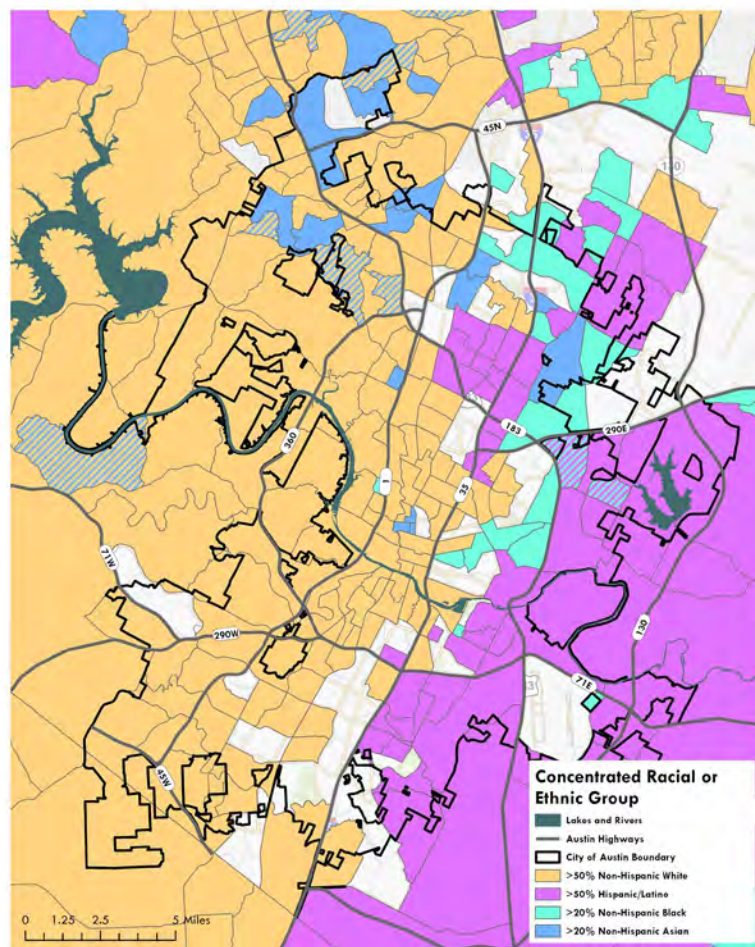 45N
130
360
183
290E
1
35
71W
290W
130
71E
45W
Concentrated Racial or
Ethnic Group
Lakes and Rivers
Austin Highways
City of Austin Boundary
>50% Non-Hispanic White
>50% Hispanic/Latino
>20% Non-Hispanic Black
>20% Non-Hispanic Asian
0 1.25 2.5 5 Miles